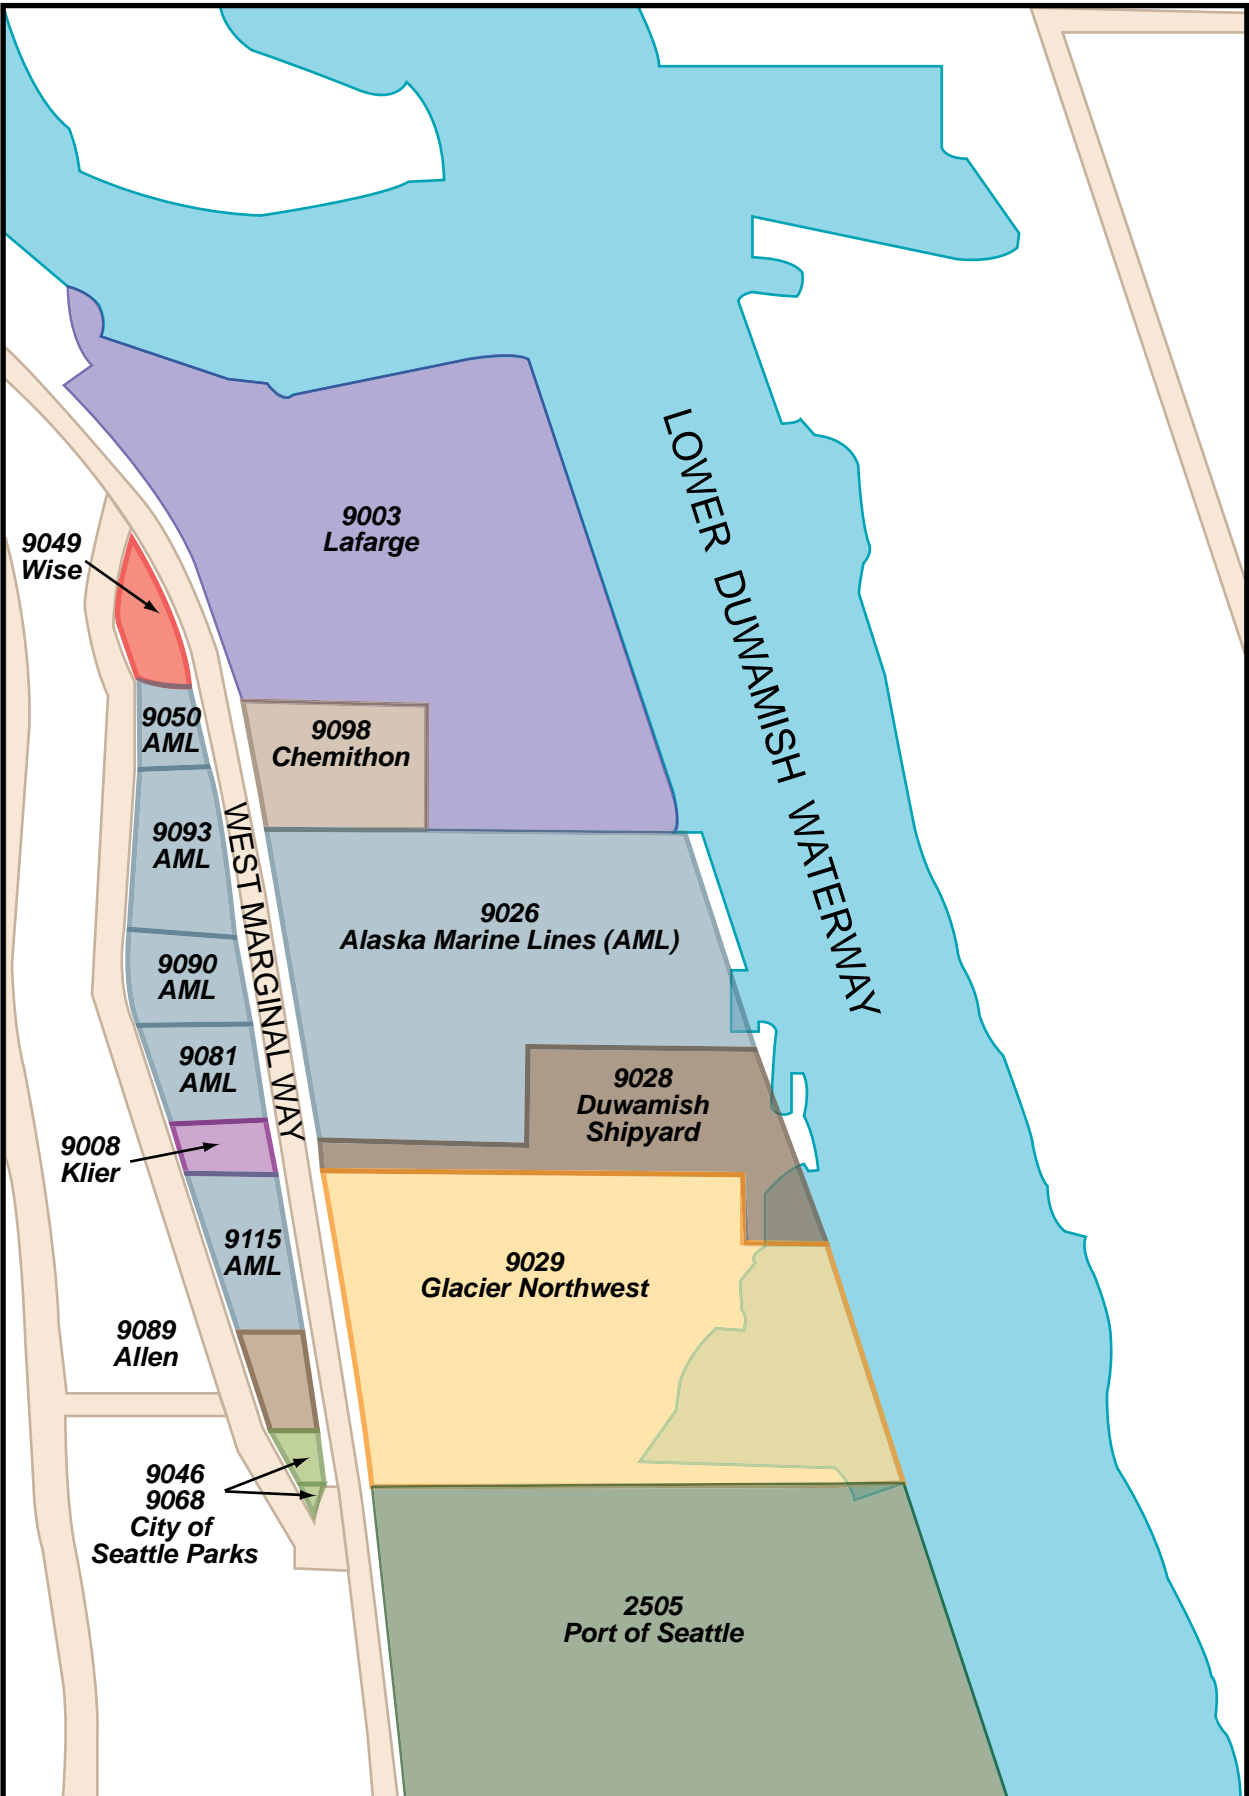 9003
Lafarge
9049
Wise
LOWER DUWAMISH WATERWAY
9050
AML
9098
Chemithon
9093
AML
WEST MARGINAL WAY
9026
Alaska Marine Lines (AML)
9090
AML
9081
AML
9028
Duwamish
Shipyard
9008
Klier
9115
AML
9029
Glacier Northwest
9089
Allen
9046
9068
City of
Seattle Parks
2505
Port of Seattle